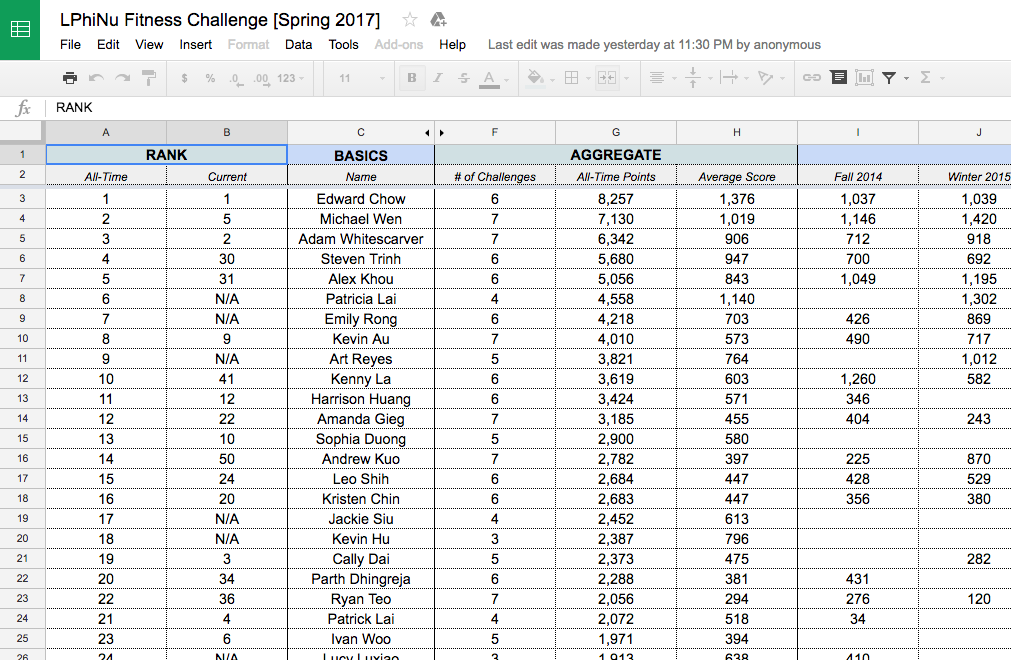 LPhiNu Fitness Challenge [Spring 2017]
File Edit View Insert Format Data Tools Add-ons Help Last edit was made yesterday at 11:30 PM by anonymous
$ % .0 .00 123 11 B I S A Σ
fx RANK
A B C F G H I J
1 RANK BASICS AGGREGATE
2 All-Time Current Name # of Challenges All-Time Points Average Score Fall 2014 Winter 2015
3 1 1 Edward Chow 6 8,257 1,376 1,037 1,039
4 2 5 Michael Wen 7 7,130 1,019 1,146 1,420
5 3 2 Adam Whitescarver 7 6,342 906 712 918
6 4 30 Steven Trinh 6 5,680 947 700 692
7 5 31 Alex Khou 6 5,056 843 1,049 1,195
8 6 N/A Patricia Lai 4 4,558 1,140 1,302
9 7 N/A Emily Rong 6 4,218 703 426 869
10 8 9 Kevin Au 7 4,010 573 490 717
11 9 N/A Art Reyes 5 3,821 764 1,012
12 10 41 Kenny La 6 3,619 603 1,260 582
13 11 12 Harrison Huang 6 3,424 571 346
14 12 22 Amanda Gieg 7 3,185 455 404 243
15 13 10 Sophia Duong 5 2,900 580
16 14 50 Andrew Kuo 7 2,782 397 225 870
17 15 24 Leo Shih 6 2,684 447 428 529
18 16 20 Kristen Chin 6 2,683 447 356 380
19 17 N/A Jackie Siu 4 2,452 613
20 18 N/A Kevin Hu 3 2,387 796
21 19 3 Cally Dai 5 2,373 475 282
22 20 34 Parth Dhingreja 6 2,288 381 431
23 22 36 Ryan Teo 7 2,056 294 276 120
24 21 4 Patrick Lai 4 2,072 518 34
25 23 6 Ivan Woo 5 1,971 394
26 24 N/A Lucy Luxiao 3 1,913 638 410